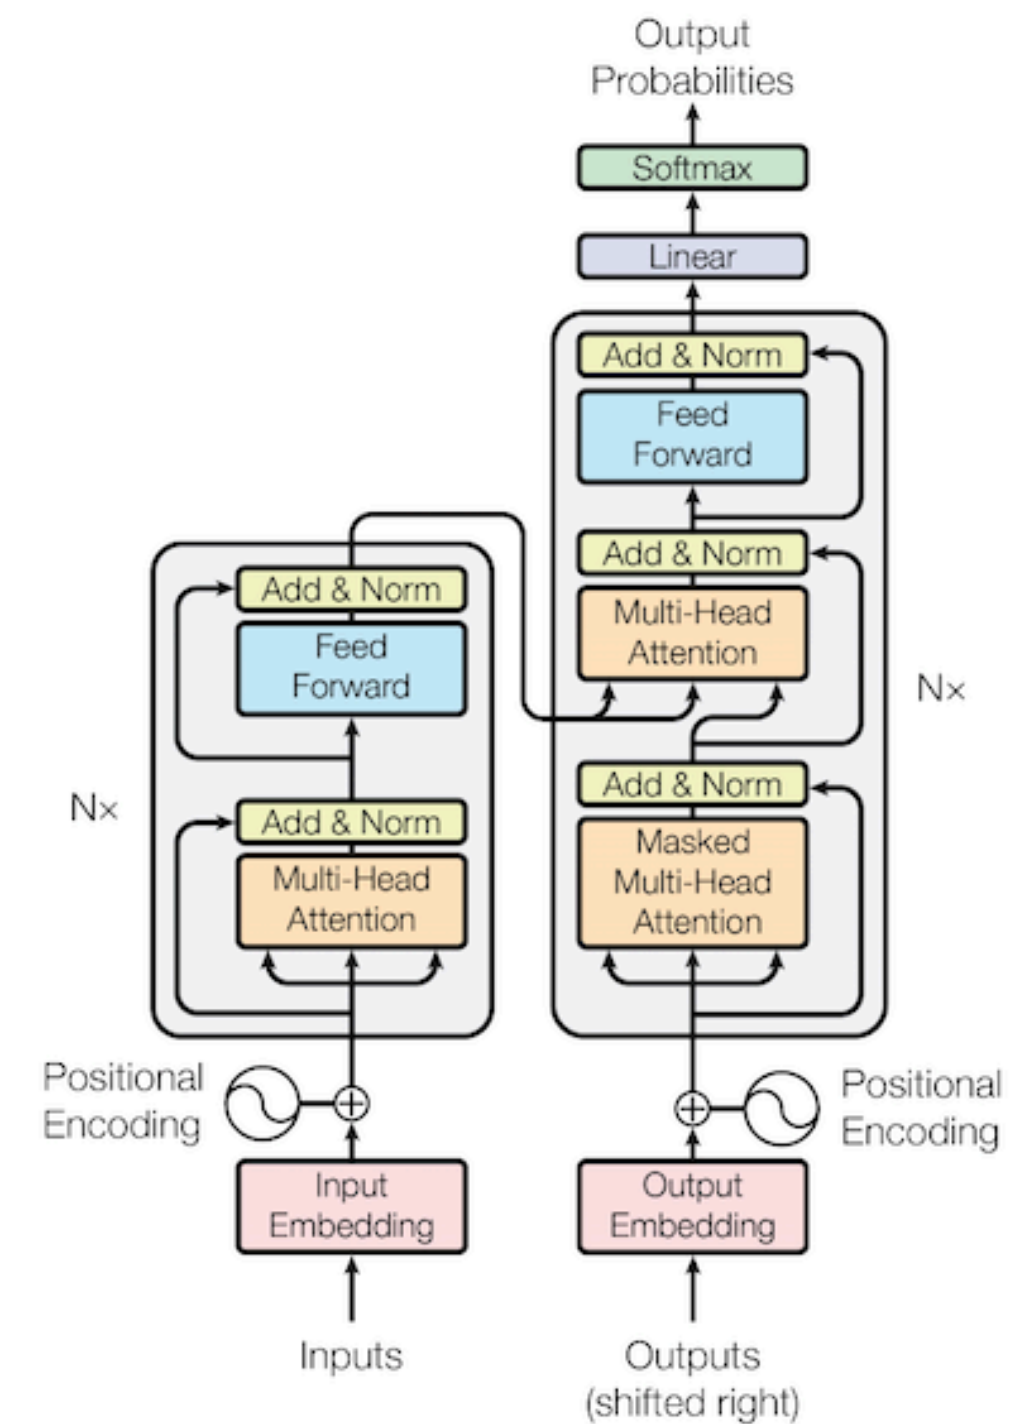 Output
Probabilities
Softmax
Linear
Add & Norm
Feed
Forward
Add & Norm
Multi-Head
Attention
Add & Norm
Masked
Multi-Head
Attention
N×
Positional
Encoding
Output
Embedding
Outputs
(shifted right)
Add & Norm
Feed
Forward
Add & Norm
Multi-Head
Attention
N×
Positional
Encoding
Input
Embedding
Inputs